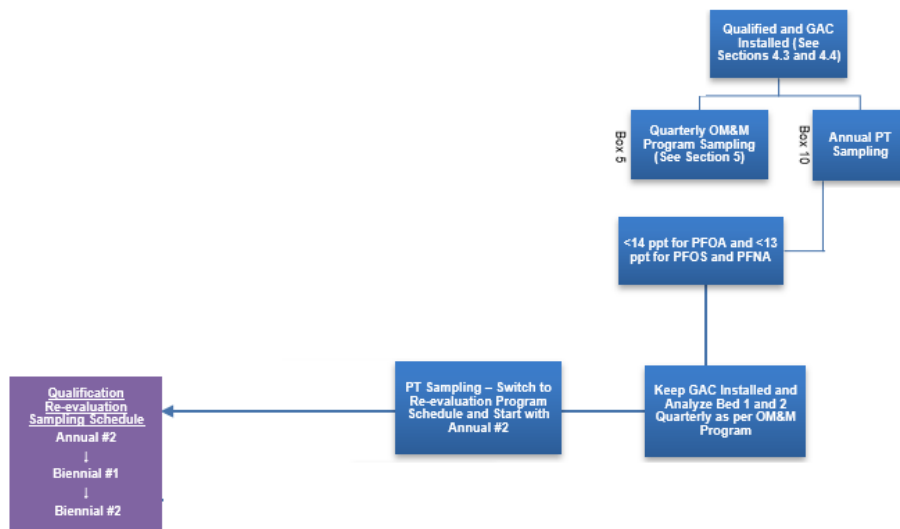 Qualified and GAC
Installed (See
Sections 4.3 and 4.4)
Box 5
Quarterly OM&M
Program Sampling
(See Section 5)
Box 10
Annual PT
Sampling
<14 ppt for PFOA and <13
ppt for PFOS and PFNA
Qualification
Re-evaluation
Sampling Schedule
Annual #2
↓
Biennial #1
↓
Biennial #2
PT Sampling – Switch to
Re-evaluation Program
Schedule and Start with
Annual #2
Keep GAC Installed and
Analyze Bed 1 and 2
Quarterly as per OM&M
Program